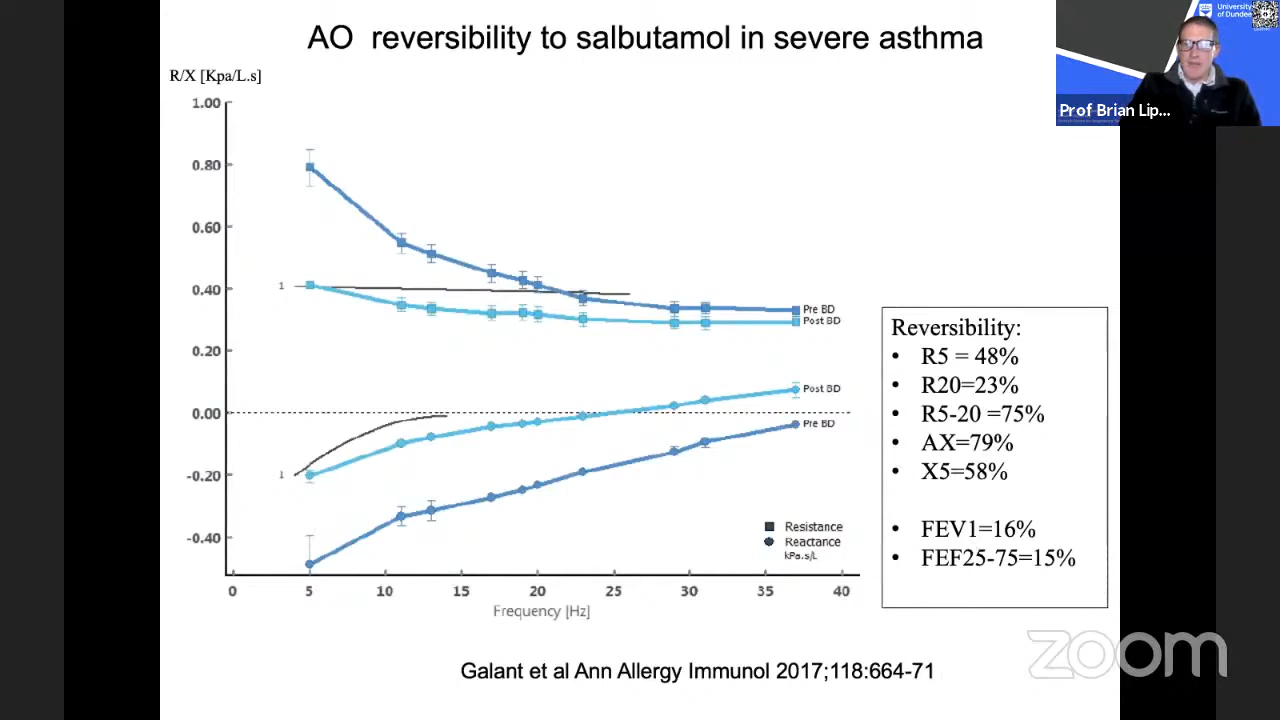 AO reversibility to salbutamol in severe asthma
University
of Dundee
Prof Brian Lip...
R/X [Kpa/L.s]
1.00
0.80
0.60
0.40
0.20
0.00
-0.20
-0.40
1
1
Pre BD
Post BD
Post BD
Pre BD
Resistance
Reactance
kPa.s/L
0 5 10 15 20 25 30 35 40
Frequency [Hz]
Reversibility:
• R5 = 48%
• R20=23%
• R5-20 =75%
• AX=79%
• X5=58%
• FEV1=16%
• FEF25-75=15%
Galant et al Ann Allergy Immunol 2017;118:664-71
zoom